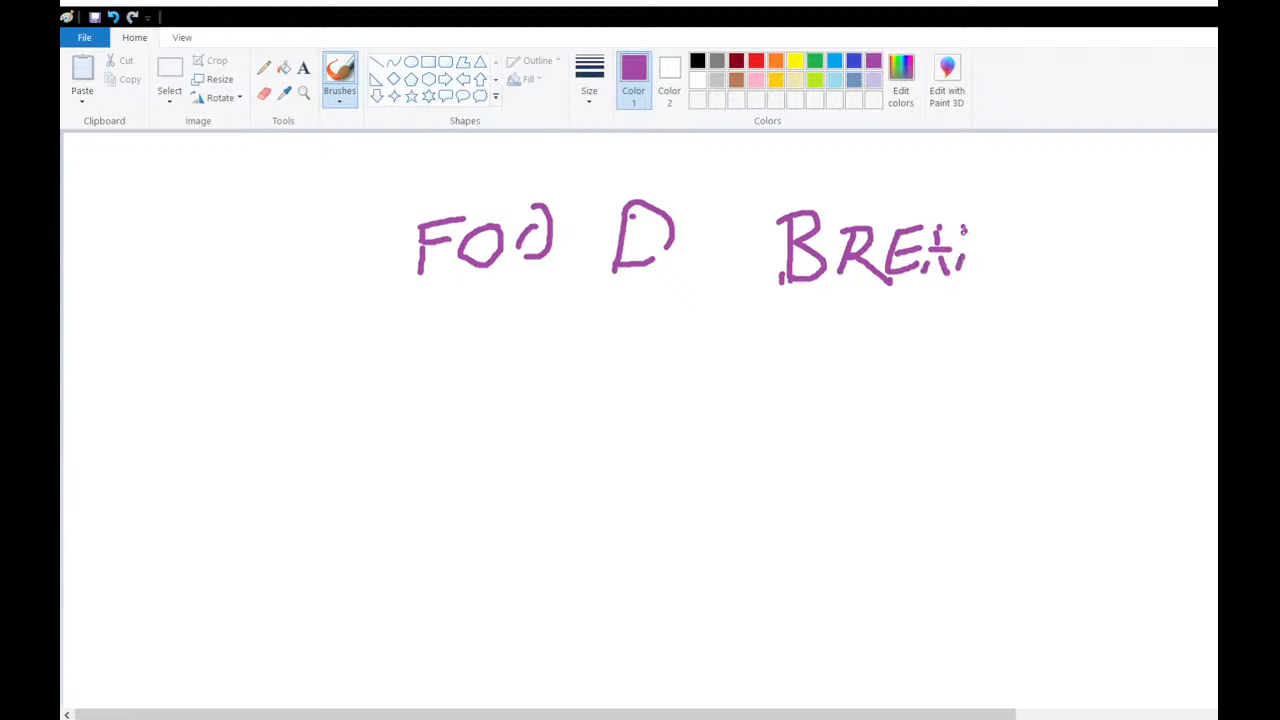 File Home View
Cut
Copy
Paste
Clipboard
Crop
Resize
Rotate
Select
Image
Tools
Brushes
Outline
Fill
Shapes
Size
Color 1
Color 2
Edit colors
Edit with Paint 3D
Colors
FOO D